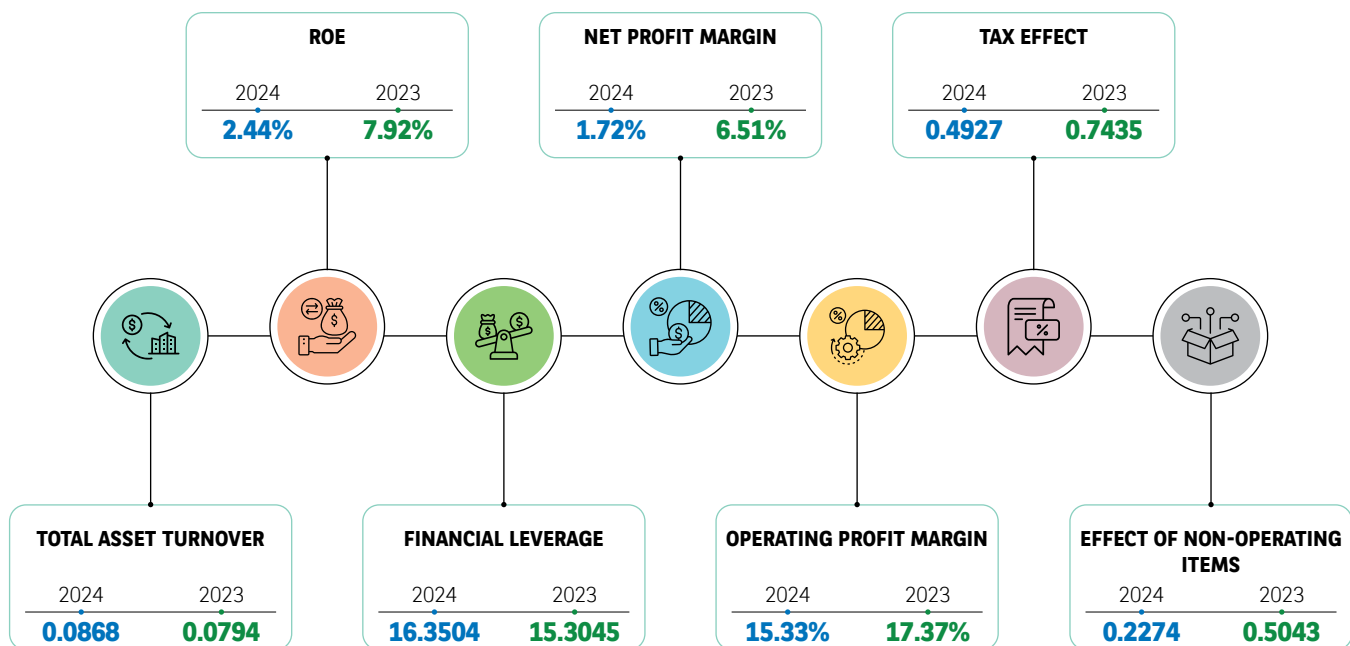 ROE
2024 2023
2.44% 7.92%
NET PROFIT MARGIN
2024 2023
1.72% 6.51%
TAX EFFECT
2024 2023
0.4927 0.7435
$
$
$
$
%
$
%
%
TOTAL ASSET TURNOVER
2024 2023
0.0868 0.0794
FINANCIAL LEVERAGE
2024 2023
16.3504 15.3045
OPERATING PROFIT MARGIN
2024 2023
15.33% 17.37%
EFFECT OF NON-OPERATING
ITEMS
2024 2023
0.2274 0.5043